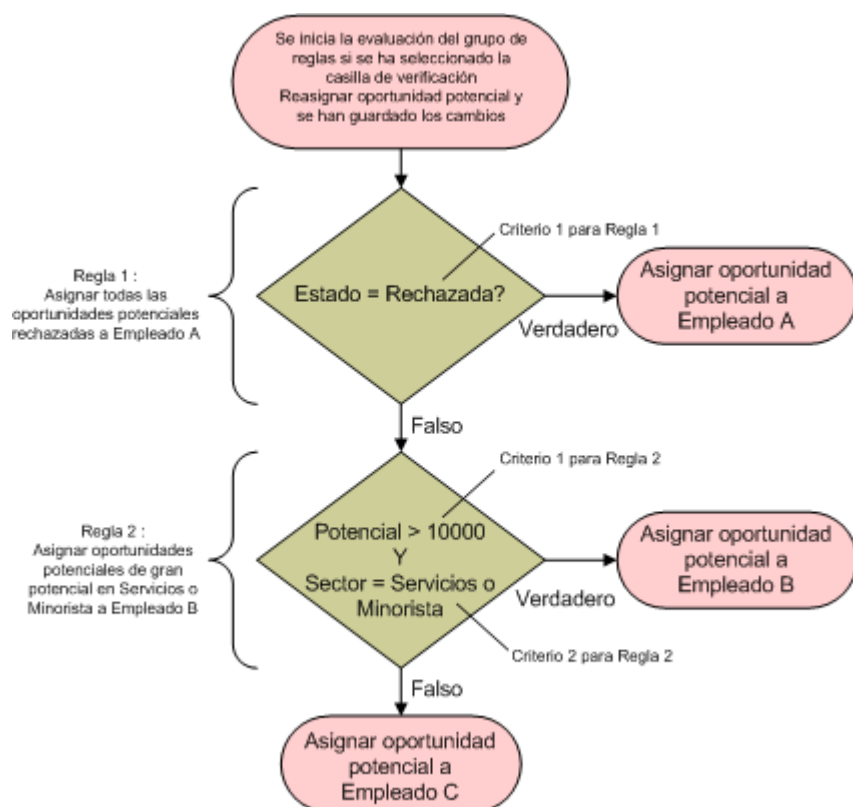 Se inicia la evaluación del grupo de
reglas si se ha seleccionado la
casilla de verificación
Reasignar oportunidad potencial y
se han guardado los cambios
Criterio 1 para Regla 1
Regla 1 :
Asignar todas las
oportunidades potenciales
rechazadas a Empleado A
Estado = Rechazada?
Verdadero
Asignar oportunidad
potencial a
Empleado A
Falso
Criterio 1 para Regla 2
Regla 2 :
Asignar oportunidades
potenciales de gran
potencial en Servicios o
Minorista a Empleado B
Potencial > 10000
Y
Sector = Servicios o
Minorista
Verdadero
Asignar oportunidad
potencial a
Empleado B
Criterio 2 para Regla 2
Falso
Asignar oportunidad
potencial a
Empleado C